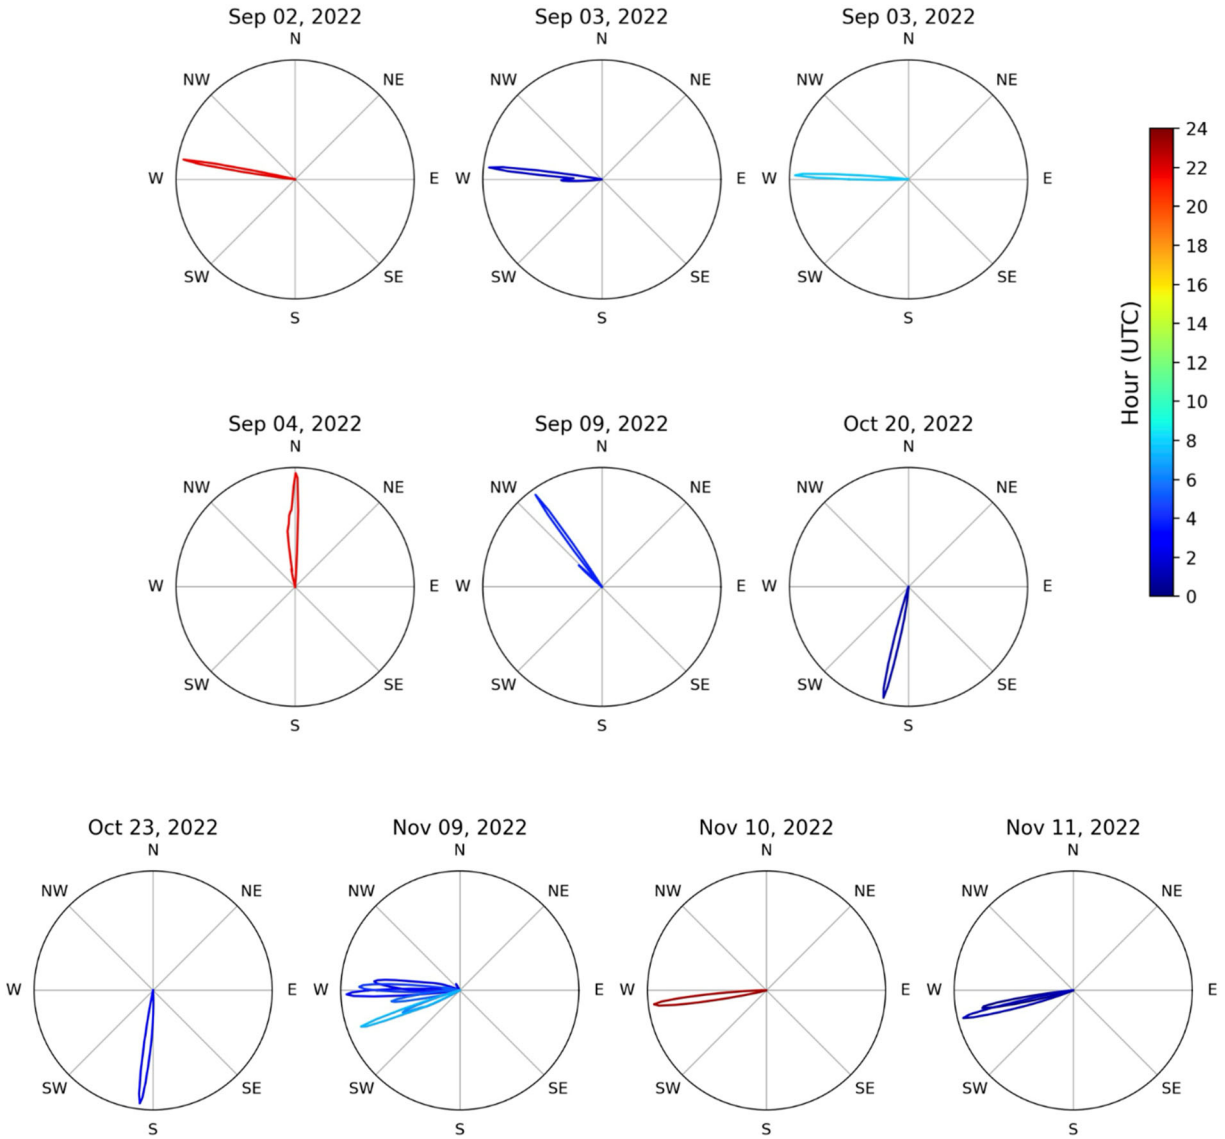 Sep 02, 2022
N
NW
NE
W
E
SW
SE
S
Sep 03, 2022
N
NW
NE
W
E
SW
SE
S
Sep 03, 2022
N
NW
NE
W
E
SW
SE
S
Sep 04, 2022
N
NW
NE
W
E
SW
SE
S
Sep 09, 2022
N
NW
NE
W
E
SW
SE
S
Oct 20, 2022
N
NW
NE
W
E
SW
SE
S
Oct 23, 2022
N
NW
NE
W
E
SW
SE
S
Nov 09, 2022
N
NW
NE
W
E
SW
SE
S
Nov 10, 2022
N
NW
NE
W
E
SW
SE
S
Nov 11, 2022
N
NW
NE
W
E
SW
SE
S
Hour (UTC)
24
22
20
18
16
14
12
10
8
6
4
2
0